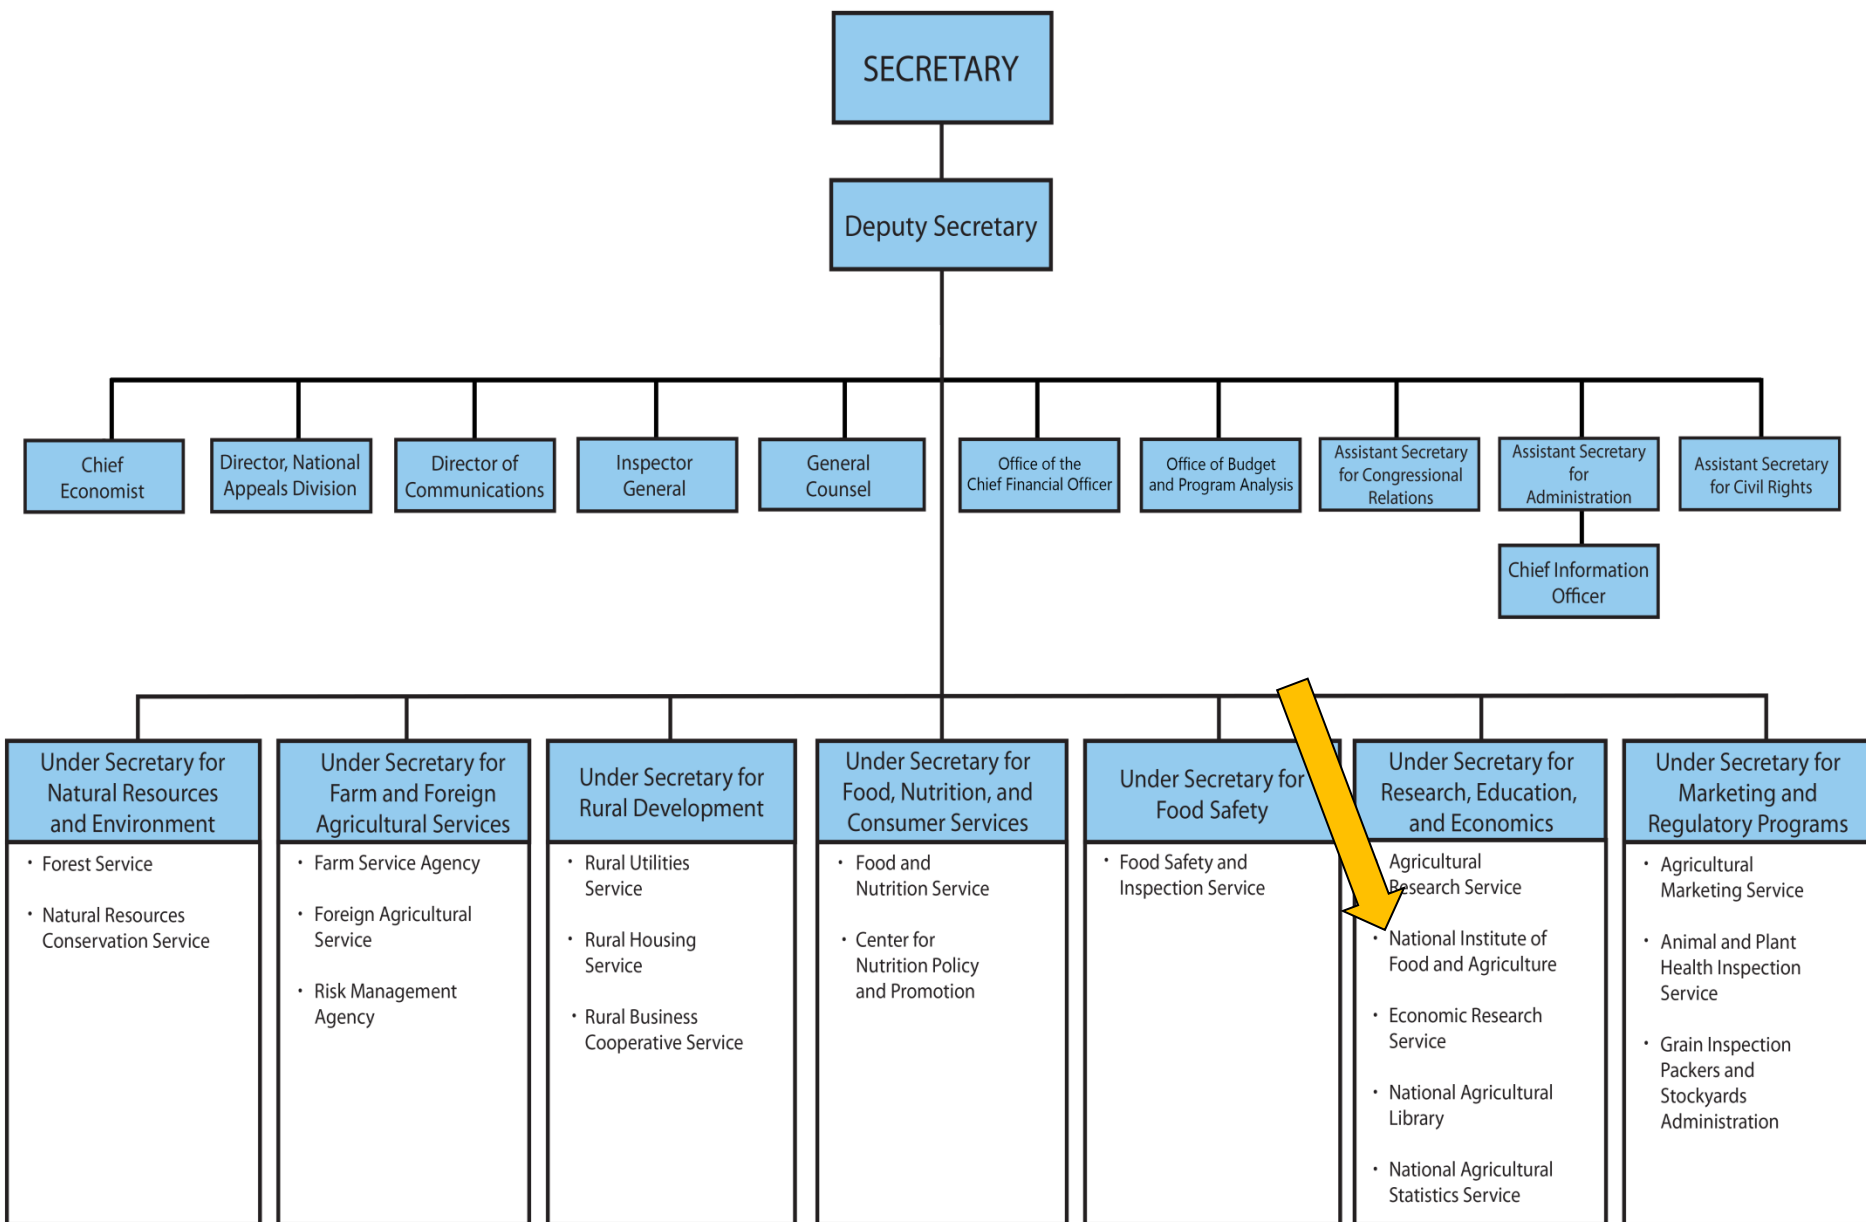 SECRETARY
Deputy Secretary
Chief
Economist
Director, National
Appeals Division
Director of
Communications
Inspector
General
General
Counsel
Office of the
Chief Financial Officer
Office of Budget
and Program Analysis
Assistant Secretary
for Congressional
Relations
Assistant Secretary
for
Administration
Assistant Secretary
for Civil Rights
Chief Information
Officer
Under Secretary for
Natural Resources
and Environment
• Forest Service
• Natural Resources
Conservation Service
Under Secretary for
Farm and Foreign
Agricultural Services
• Farm Service Agency
• Foreign Agricultural
Service
• Risk Management
Agency
Under Secretary for
Rural Development
• Rural Utilities
Service
• Rural Housing
Service
• Rural Business
Cooperative Service
Under Secretary for
Food, Nutrition, and
Consumer Services
• Food and
Nutrition Service
• Center for
Nutrition Policy
and Promotion
Under Secretary for
Food Safety
• Food Safety and
Inspection Service
Under Secretary for
Research, Education,
and Economics
Agricultural
Research Service
• National Institute of
Food and Agriculture
• Economic Research
Service
• National Agricultural
Library
• National Agricultural
Statistics Service
Under Secretary for
Marketing and
Regulatory Programs
• Agricultural
Marketing Service
• Animal and Plant
Health Inspection
Service
• Grain Inspection
Packers and
Stockyards
Administration